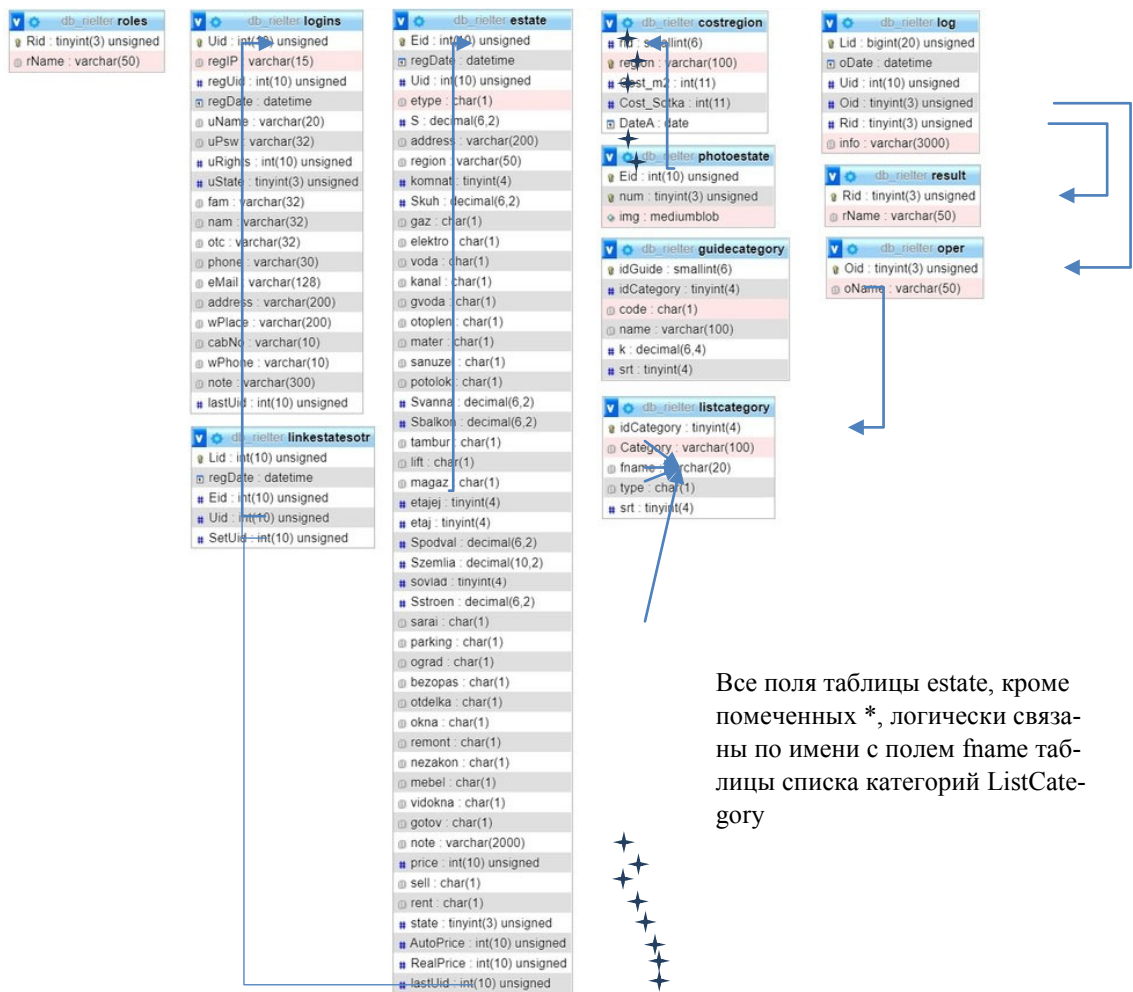 db_rielter roles
Rid : tinyint(3) unsigned
rName : varchar(50)
db_rielter logins
Uid : int(10) unsigned
regIP : varchar(15)
regUid : int(10) unsigned
regDate : datetime
uName : varchar(20)
uPsw : varchar(32)
uRights : int(10) unsigned
uState : tinyint(3) unsigned
fam : varchar(32)
nam : varchar(32)
otc : varchar(32)
phone : varchar(30)
eMail : varchar(128)
address : varchar(200)
wPlace : varchar(200)
cabNo : varchar(10)
wPhone : varchar(10)
note : varchar(300)
lastUid : int(10) unsigned
db_rielter linkestatesotr
Lid : int(10) unsigned
regDate : datetime
Eid : int(10) unsigned
Uid : int(10) unsigned
SetUid : int(10) unsigned
db_rielter estate
Eid : int(10) unsigned
regDate : datetime
Uid : int(10) unsigned
etype : char(1)
S : decimal(6,2)
address : varchar(200)
region : varchar(50)
komnat : tinyint(4)
Skuh : decimal(6,2)
gaz : char(1)
elektro : char(1)
voda : char(1)
kanal : char(1)
gvoda : char(1)
otoplen : char(1)
mater : char(1)
sanuzel : char(1)
potolok : char(1)
Svanna : decimal(6,2)
Sbalkon : decimal(6,2)
tambur : char(1)
lift : char(1)
magaz : char(1)
etajej : tinyint(4)
etaj : tinyint(4)
Spodval : decimal(6,2)
Szemlia : decimal(10,2)
sovlad : tinyint(4)
Sstroen : decimal(6,2)
sarai : char(1)
parking : char(1)
ograd : char(1)
bezopas : char(1)
otdelka : char(1)
okna : char(1)
remont : char(1)
nezakon : char(1)
mebel : char(1)
vidokna : char(1)
gotov : char(1)
note : varchar(2000)
price : int(10) unsigned
sell : char(1)
rent : char(1)
state : tinyint(3) unsigned
AutoPrice : int(10) unsigned
RealPrice : int(10) unsigned
lastUid : int(10) unsigned
db_rielter costregion
rid : smallint(6)
region : varchar(100)
Cost_m2 : int(11)
Cost_Sotka : int(11)
DateA : date
db_rielter photoestate
Eid : int(10) unsigned
num : tinyint(3) unsigned
img : mediumblob
db_rielter guidecategory
idGuide : smallint(6)
idCategory : tinyint(4)
code : char(1)
name : varchar(100)
k : decimal(6,4)
srt : tinyint(4)
db_rielter listcategory
idCategory : tinyint(4)
Category : varchar(100)
fname : varchar(20)
type : char(1)
srt : tinyint(4)
db_rielter log
Lid : bigint(20) unsigned
oDate : datetime
Uid : int(10) unsigned
Oid : tinyint(3) unsigned
Rid : tinyint(3) unsigned
info : varchar(3000)
db_rielter result
Rid : tinyint(3) unsigned
rName : varchar(50)
db_rielter oper
Oid : tinyint(3) unsigned
oName : varchar(50)
Все поля таблицы estate, кроме
помеченных *, логически связа-
ны по имени с полем fname таб-
лицы списка категорий ListCate-
gory